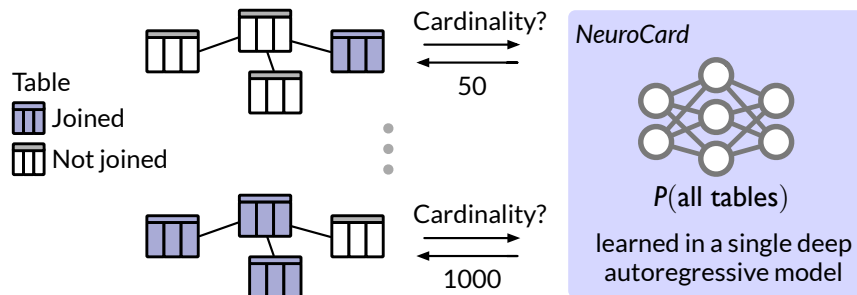 Cardinality?
50
Table
Joined
Not joined
Cardinality?
1000
NeuroCard
P(all tables)
learned in a single deep
autoregressive model